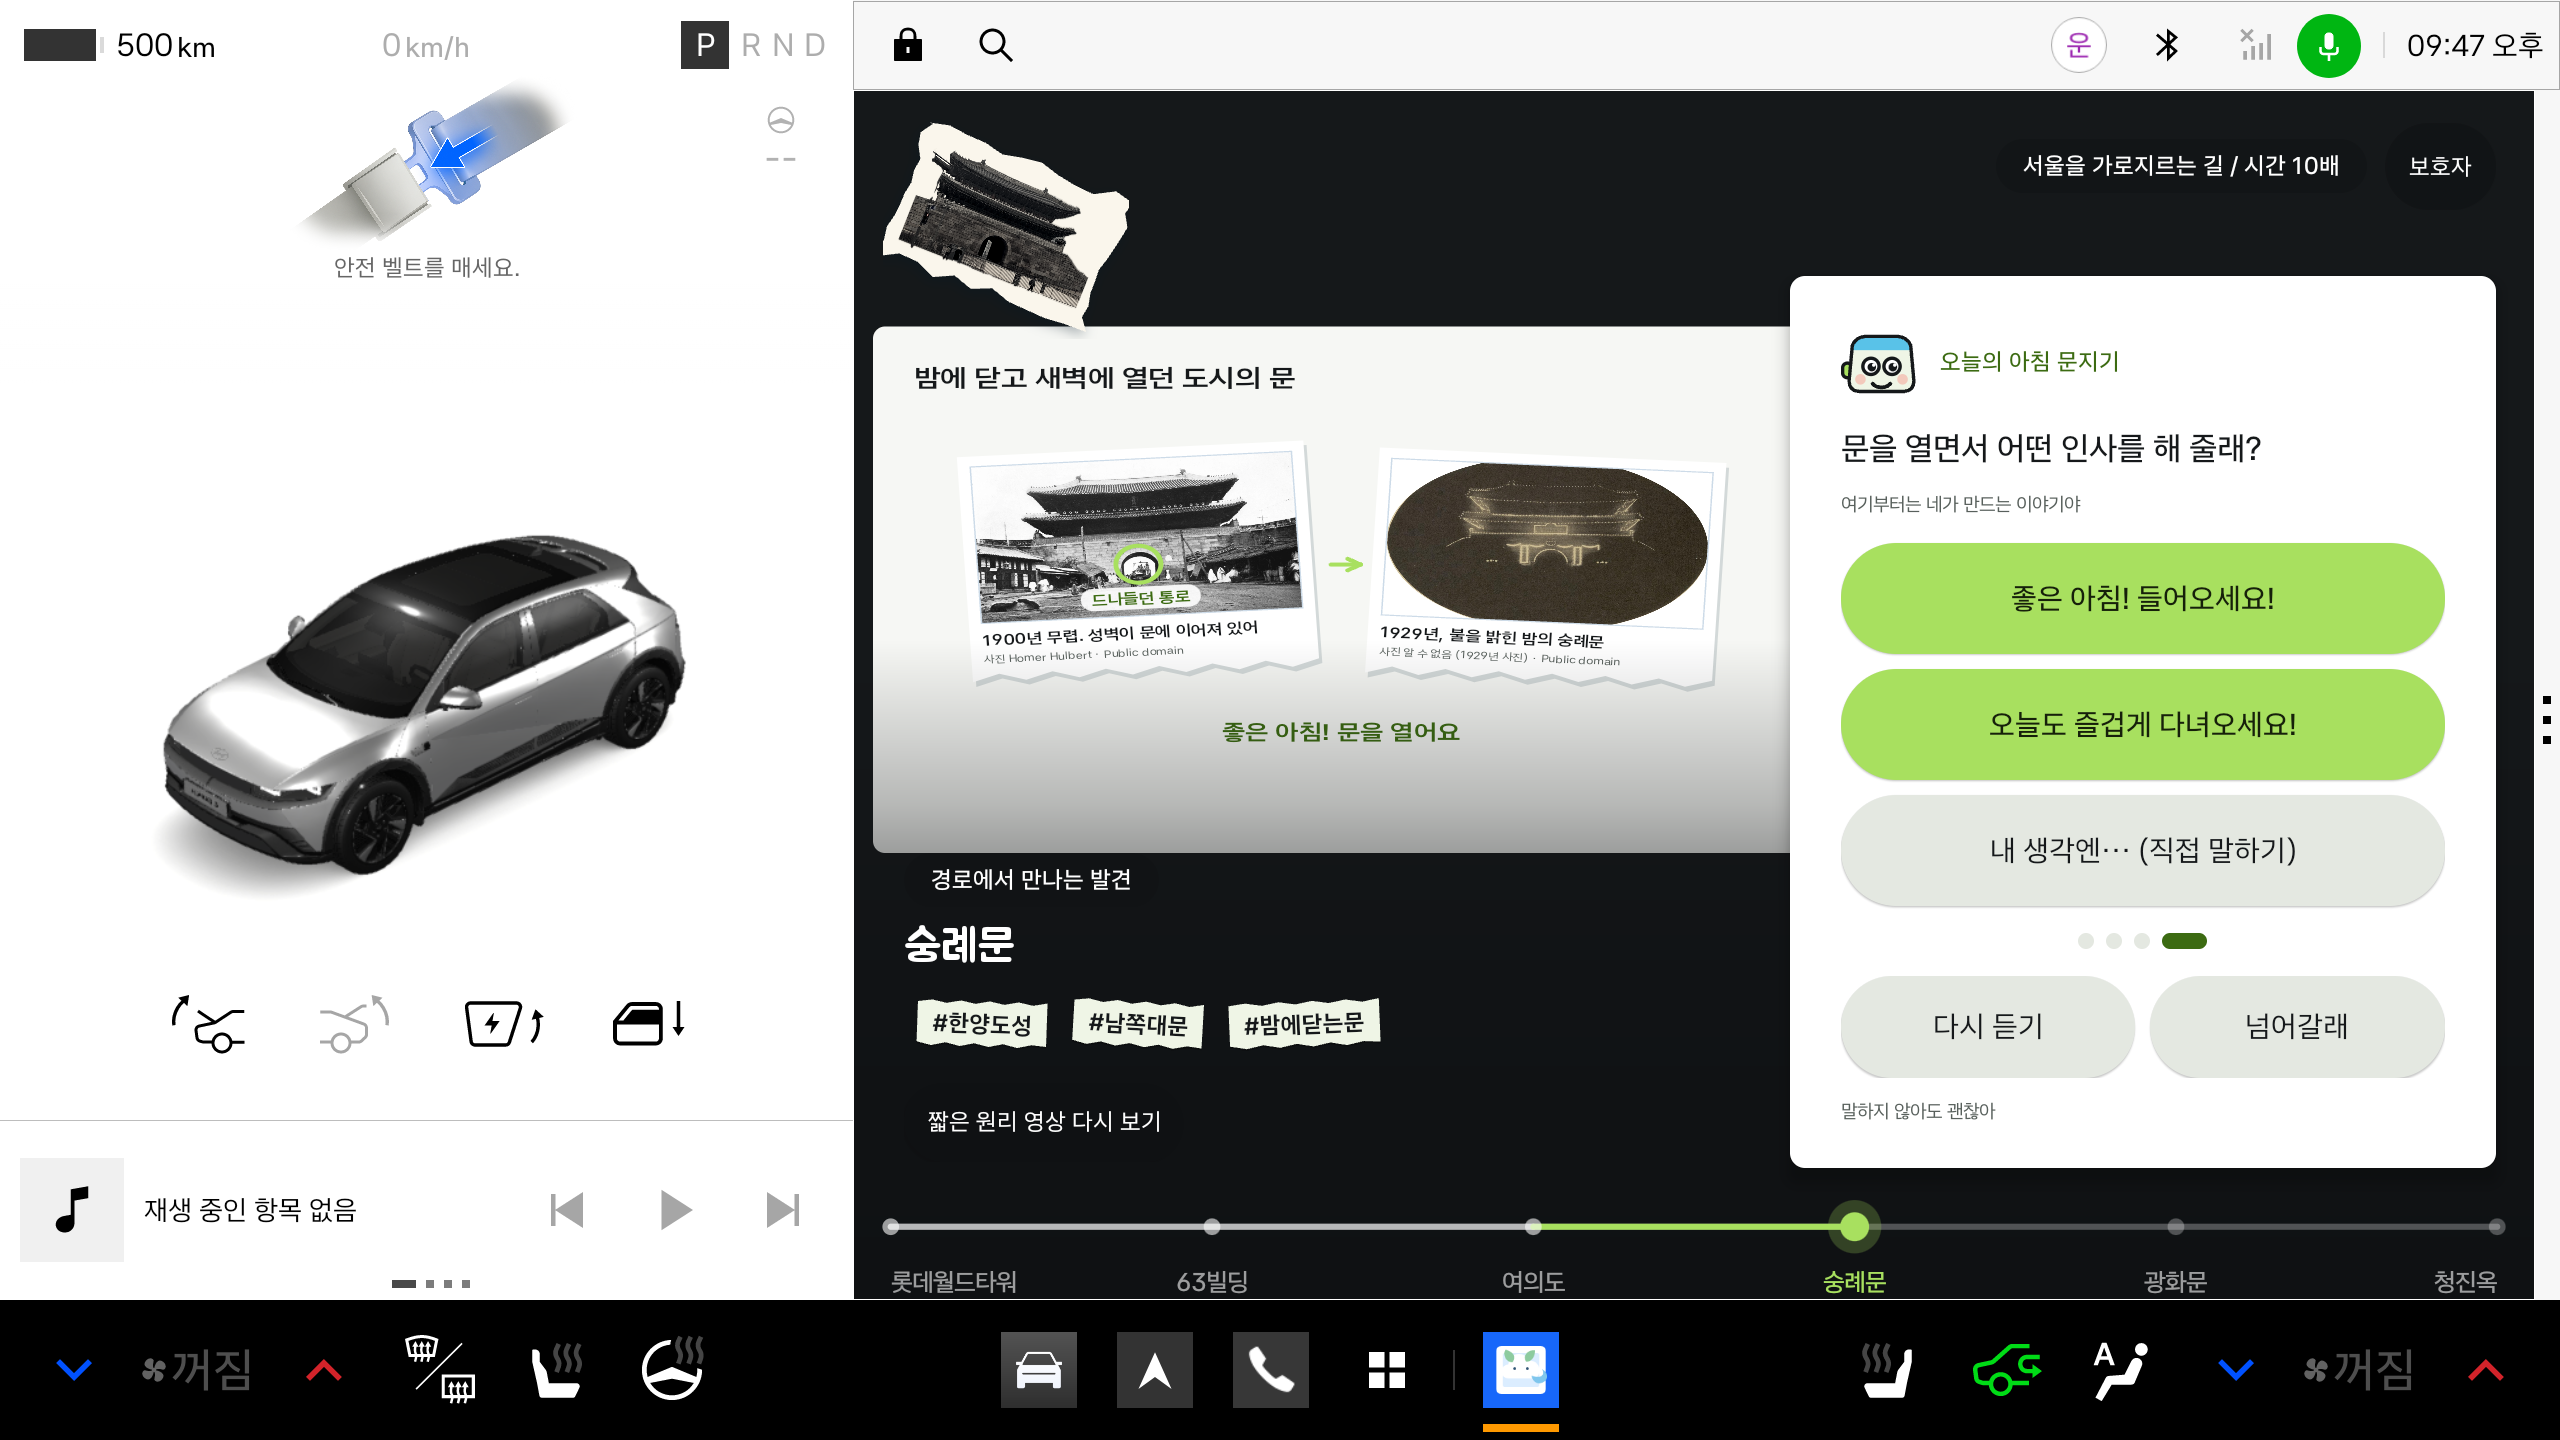 500 km
0 km/h
P R N D
안전 벨트를 매세요.
재생 중인 항목 없음
운
09:47 오후
서울을 가로지르는 길 / 시간 10배
보호자
밤에 닫고 새벽에 열던 도시의 문
드나들던 통로
1900년 무렵. 성벽이 문에 이어져 있어
사진 Homer Hulbert · Public domain
1929년, 불을 밝힌 밤의 숭례문
사진 알 수 없음 (1929년 사진) · Public domain
좋은 아침! 문을 열어요
경로에서 만나는 발견
숭례문
#한양도성
#남쪽대문
#밤에닫는문
짧은 원리 영상 다시 보기
오늘의 아침 문지기
문을 열면서 어떤 인사를 해 줄래?
여기부터는 네가 만드는 이야기야
좋은 아침! 들어오세요!
오늘도 즐겁게 다녀오세요!
내 생각엔… (직접 말하기)
다시 듣기
넘어갈래
말하지 않아도 괜찮아
롯데월드타워
63빌딩
여의도
숭례문
광화문
청진옥
꺼짐
A
꺼짐